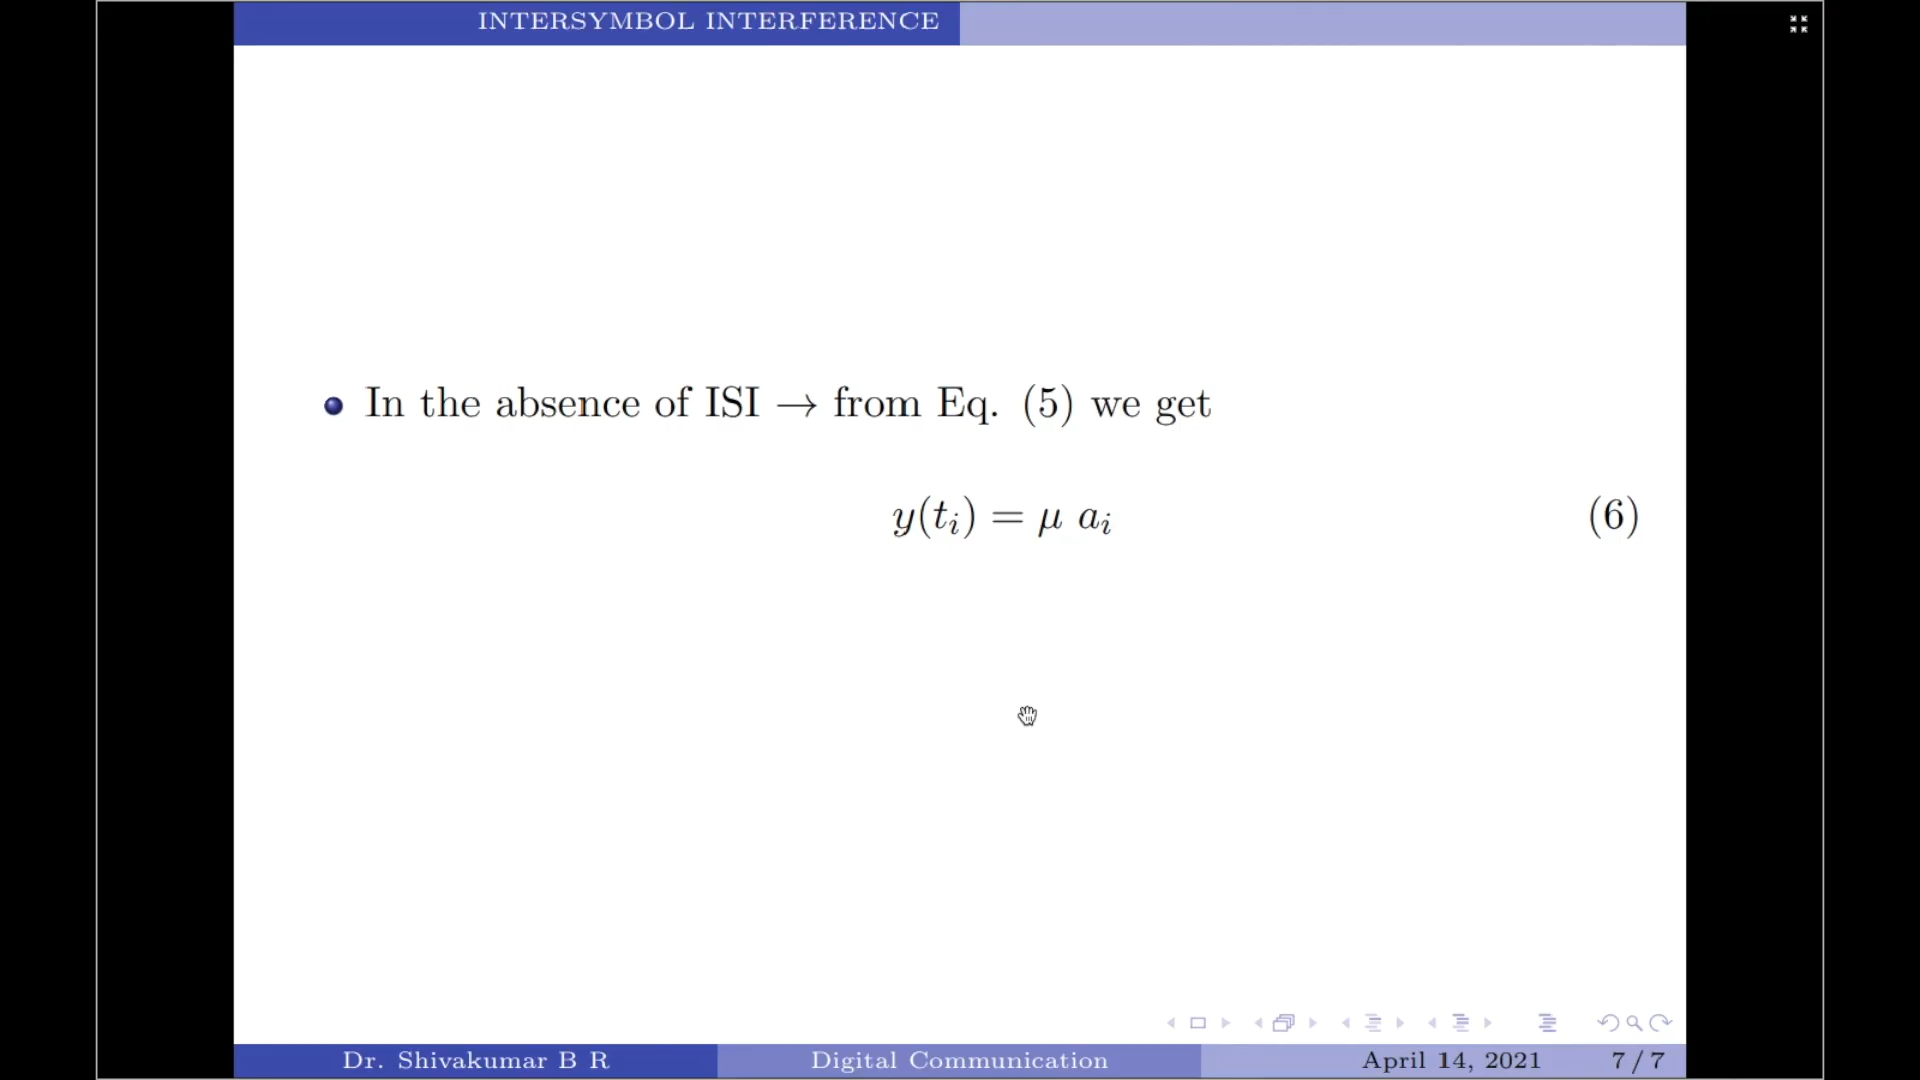 INTERSYMBOL INTERFERENCE
In the absence of ISI → from Eq. (5) we get
y(tᵢ) = μ aᵢ (6)
Dr. Shivakumar B R Digital Communication April 14, 2021 7 / 7